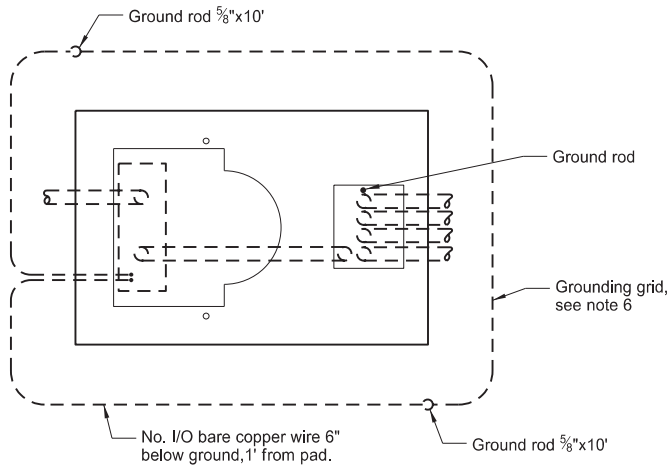 Ground rod ⅝"x10'
Ground rod
Grounding grid,
see note 6
No. I/O bare copper wire 6"
below ground,1' from pad.
Ground rod ⅝"x10'